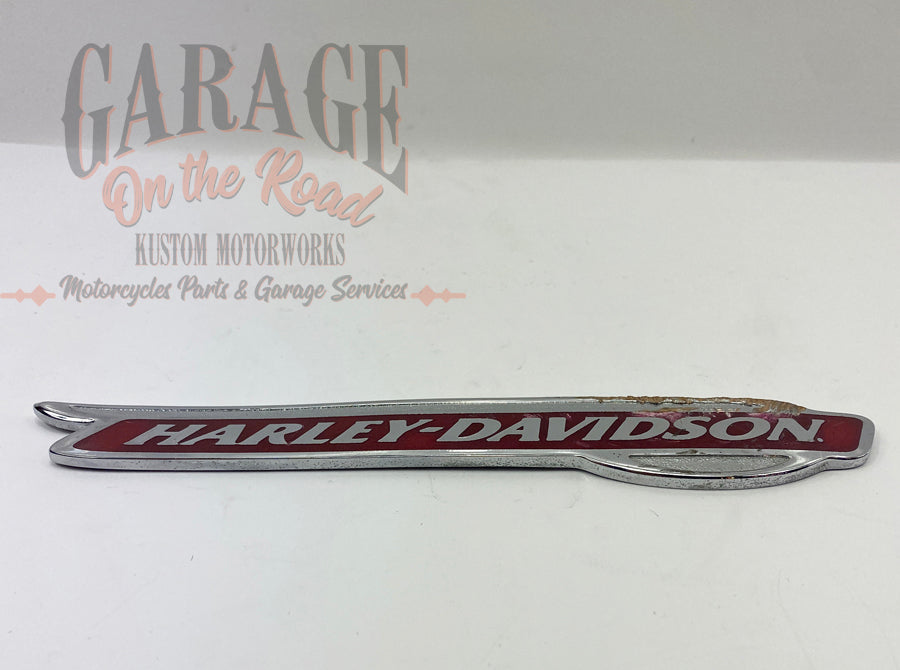 GARAGE
On the Road
KUSTOM MOTORWORKS
Motorcycles Parts & Garage Services
HARLEY-DAVIDSON.